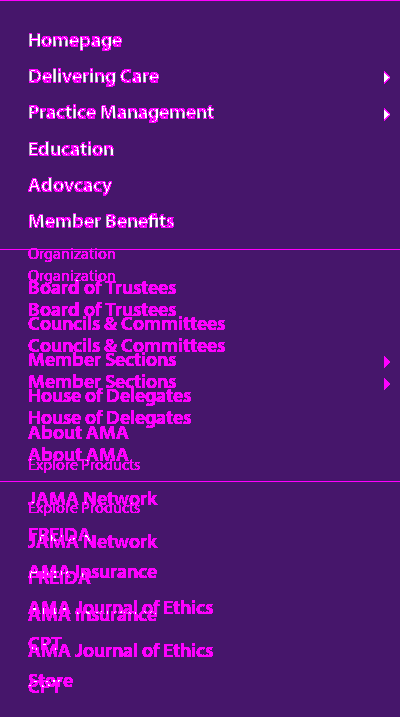 Homepage
Delivering Care
Practice Management
Education
Adovcacy
Member Benefits
Organization
Organization
Board of Trustees
Board of Trustees
Councils & Committees
Councils & Committees
Member Sections
Member Sections
House of Delegates
House of Delegates
About AMA
About AMA
Explore Products
JAMA Network
Explore Products
FREIDA
JAMA Network
AMA Insurance
FREIDA
AMA Journal of Ethics
AMA Insurance
CPT
AMA Journal of Ethics
Store
CPT